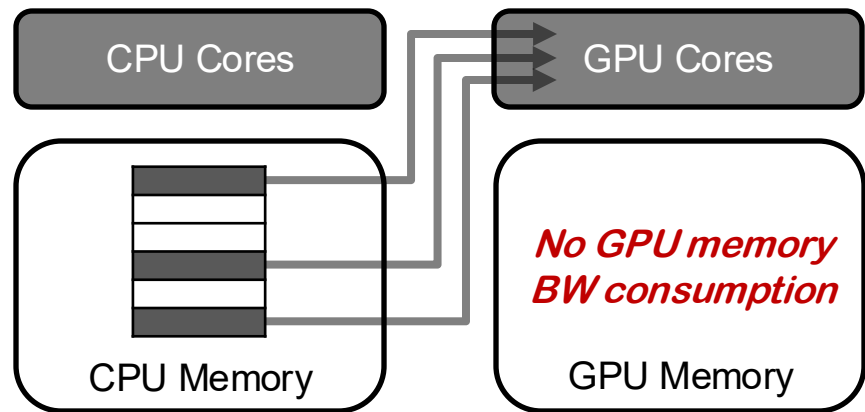 CPU Cores
GPU Cores
No GPU memory
BW consumption
CPU Memory
GPU Memory